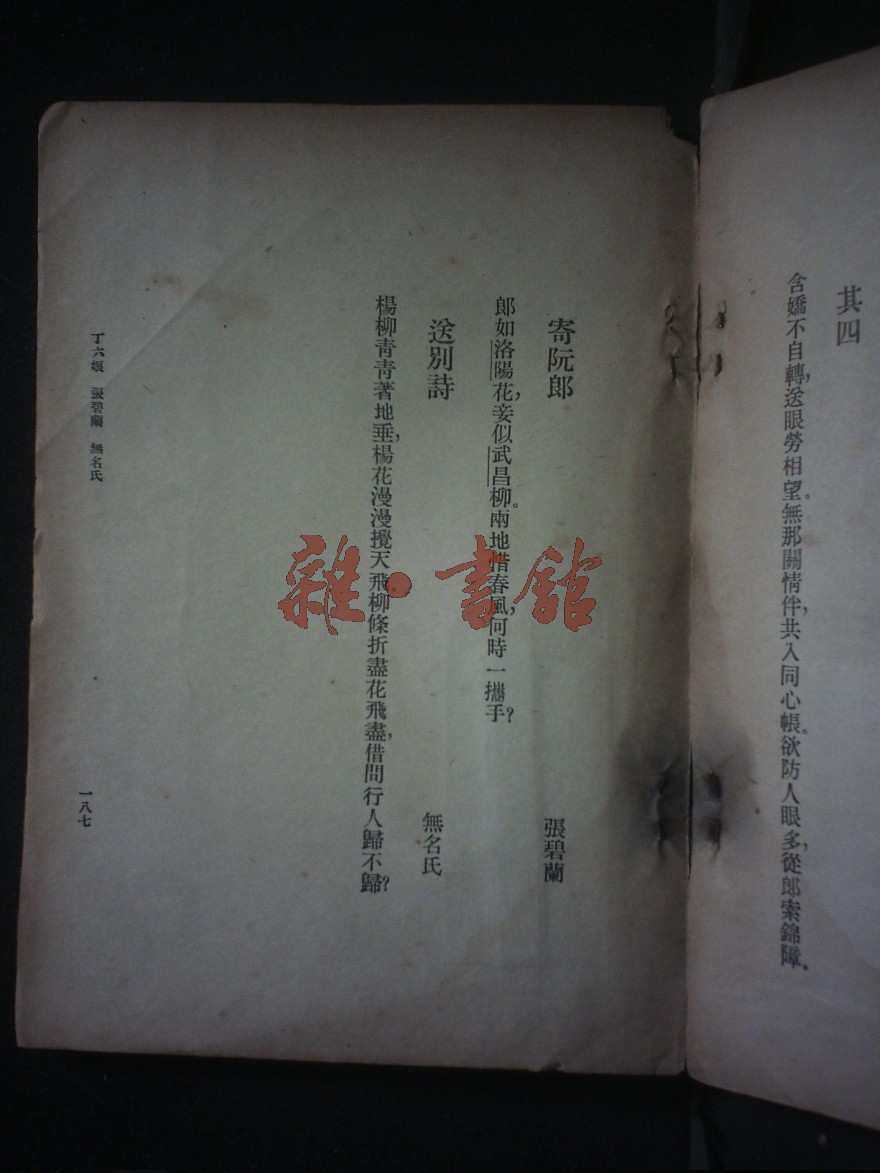 其四
含嬌不自轉，送眼勞相望。無那關情伴，共入同心帳。欲防人眼多，從郎索錦障。
寄阮郎
張碧蘭
郎如洛陽花，妾似武昌柳。兩地惜春風，何時一攜手？
送別詩
無名氏
楊柳青青著地垂，楊花漫漫攪天飛柳條折盡花飛盡，借問行人歸不歸？
丁六娘 張碧蘭 無名氏
一八七
雜·書館